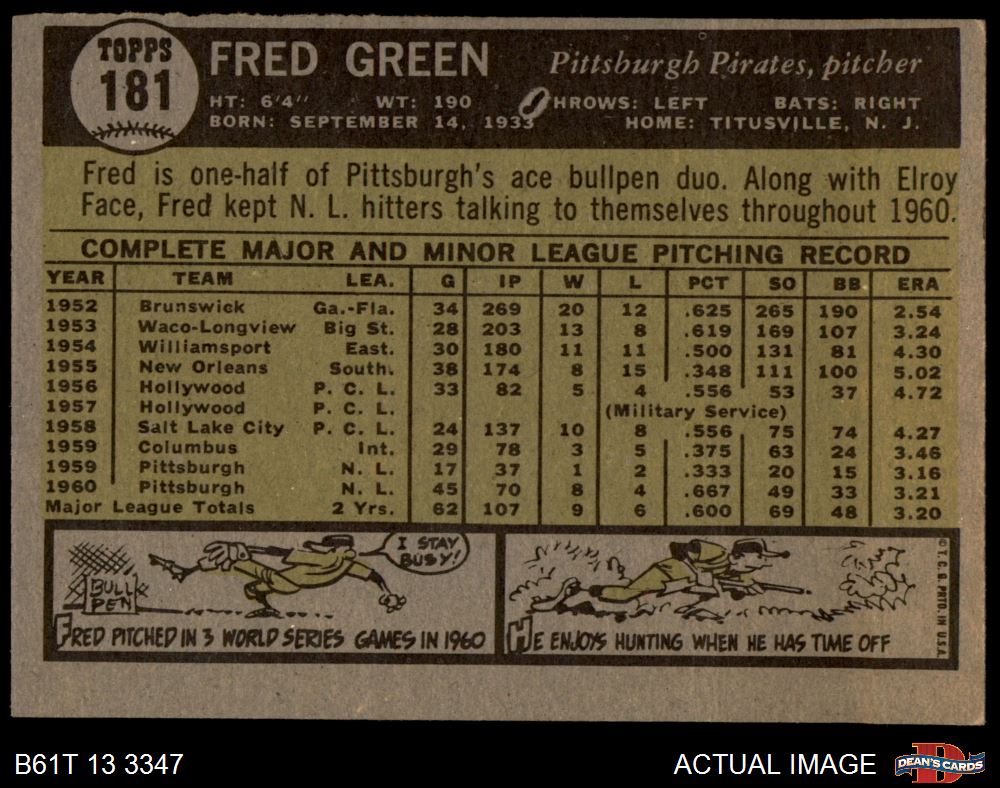 TOPPS
181
FRED GREEN Pittsburgh Pirates, pitcher
HT: 6'4" WT: 190 THROWS: LEFT BATS: RIGHT
BORN: SEPTEMBER 14, 1933 HOME: TITUSVILLE, N. J.
Fred is one-half of Pittsburgh's ace bullpen duo. Along with Elroy
Face, Fred kept N. L. hitters talking to themselves throughout 1960.
COMPLETE MAJOR AND MINOR LEAGUE PITCHING RECORD
YEAR TEAM LEA. G IP W L PCT SO BB ERA
1952 Brunswick Ga.-Fla. 34 269 20 12 .625 265 190 2.54
1953 Waco-Longview Big St. 28 203 13 8 .619 169 107 3.24
1954 Williamsport East. 30 180 11 11 .500 131 81 4.30
1955 New Orleans South. 38 174 8 15 .348 111 100 5.02
1956 Hollywood P. C. L. 33 82 5 4 .556 53 37 4.72
1957 Hollywood P. C. L. (Military Service)
1958 Salt Lake City P. C. L. 24 137 10 8 .556 75 74 4.27
1959 Columbus Int. 29 78 3 5 .375 63 24 3.46
1959 Pittsburgh N. L. 17 37 1 2 .333 20 15 3.16
1960 Pittsburgh N. L. 45 70 8 4 .667 49 33 3.21
Major League Totals 2 Yrs. 62 107 9 6 .600 69 48 3.20
I STAY
BUSY!
BULL
PEN
FRED PITCHED IN 3 WORLD SERIES GAMES IN 1960
HE ENJOYS HUNTING WHEN HE HAS TIME OFF
© T. C. G. PRTD. IN U.S.A.
B61T 13 3347 ACTUAL IMAGE
D
DEAN'S CARDS